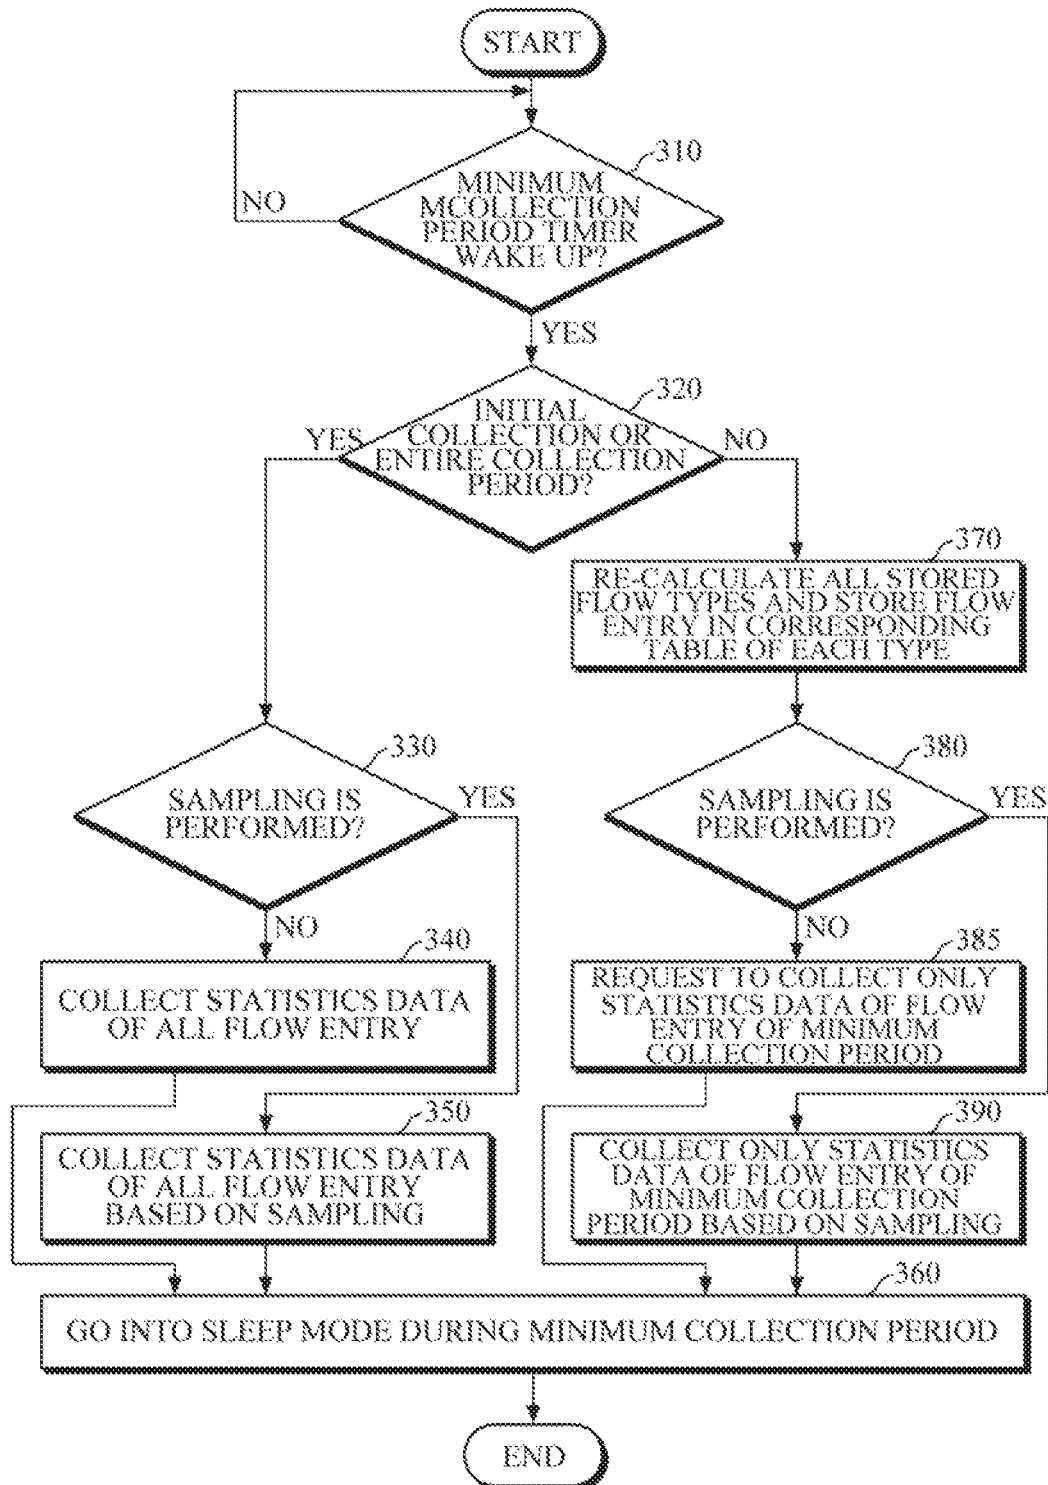 START
310
MINIMUM
MCOLLECTION
PERIOD TIMER
WAKE UP?
NO
YES
320
INITIAL
COLLECTION OR
ENTIRE COLLECTION
PERIOD?
YES
NO
370
RE-CALCULATE ALL STORED
FLOW TYPES AND STORE FLOW
ENTRY IN CORRESPONDING
TABLE OF EACH TYPE
330
SAMPLING IS
PERFORMED?
YES
NO
380
SAMPLING IS
PERFORMED?
YES
NO
340
COLLECT STATISTICS DATA
OF ALL FLOW ENTRY
385
REQUEST TO COLLECT ONLY
STATISTICS DATA OF FLOW
ENTRY OF MINIMUM
COLLECTION PERIOD
350
COLLECT STATISTICS DATA
OF ALL FLOW ENTRY
BASED ON SAMPLING
390
COLLECT ONLY STATISTICS
DATA OF FLOW ENTRY OF
MINIMUM COLLECTION
PERIOD BASED ON SAMPLING
360
GO INTO SLEEP MODE DURING MINIMUM COLLECTION PERIOD
END